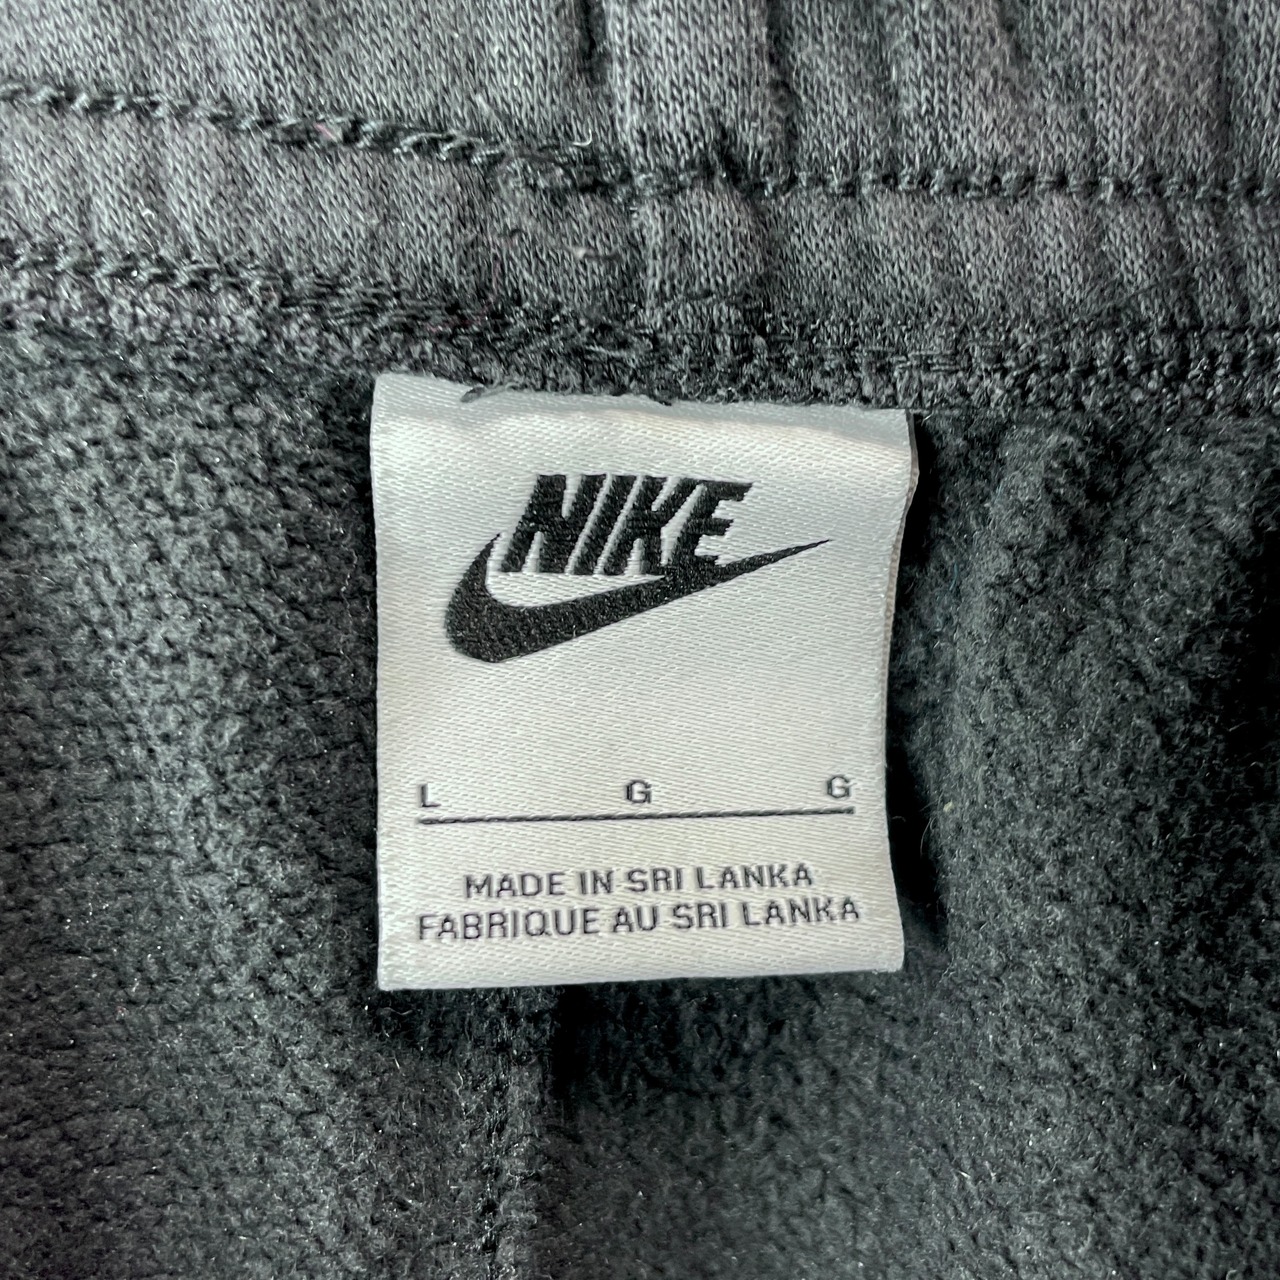 NIKE
L G G
MADE IN SRI LANKA
FABRIQUE AU SRI LANKA